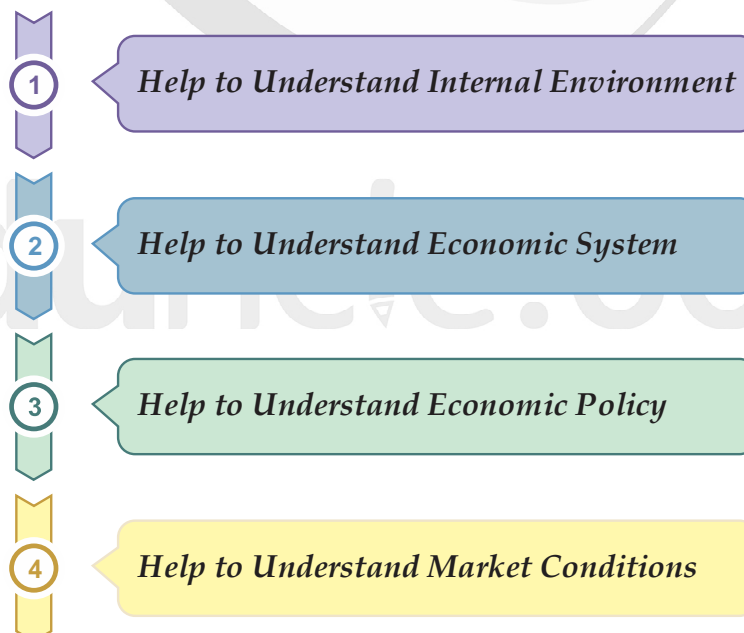 1
Help to Understand Internal Environment
2
Help to Understand Economic System
3
Help to Understand Economic Policy
4
Help to Understand Market Conditions